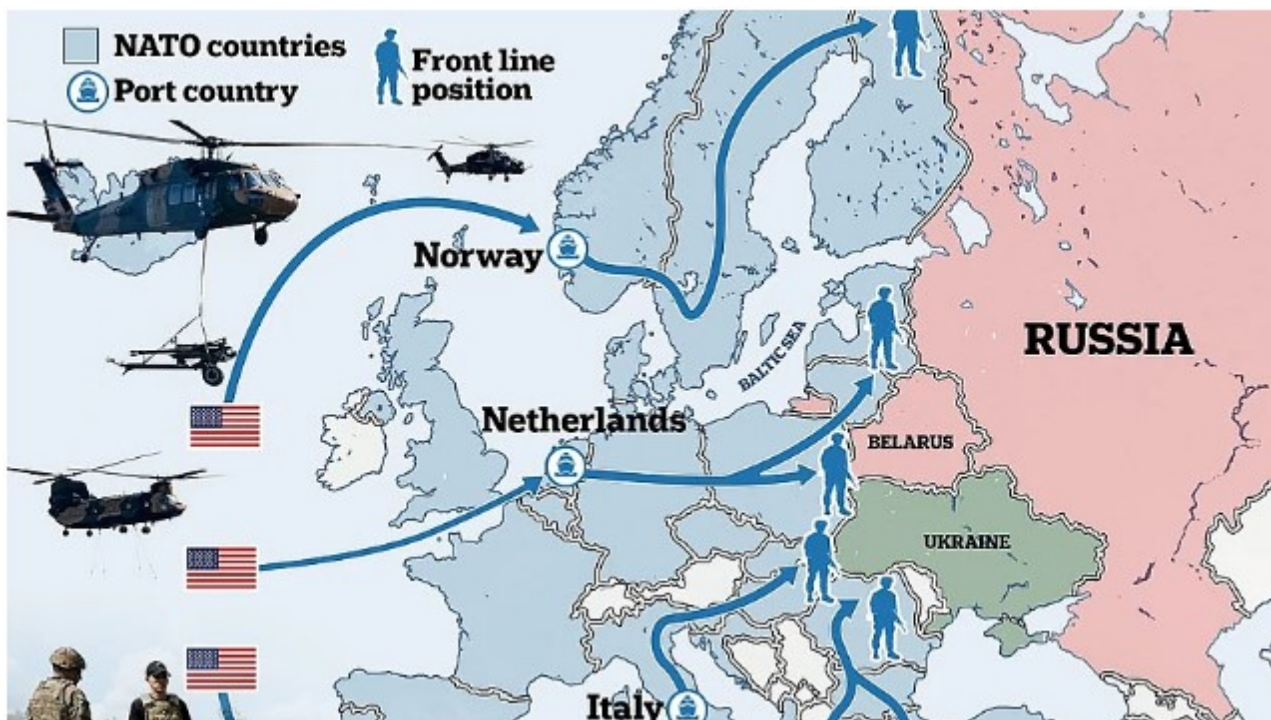 NATO countries
Port country
Front line
position
Norway
RUSSIA
BALTIC SEA
Netherlands
BELARUS
UKRAINE
Italy